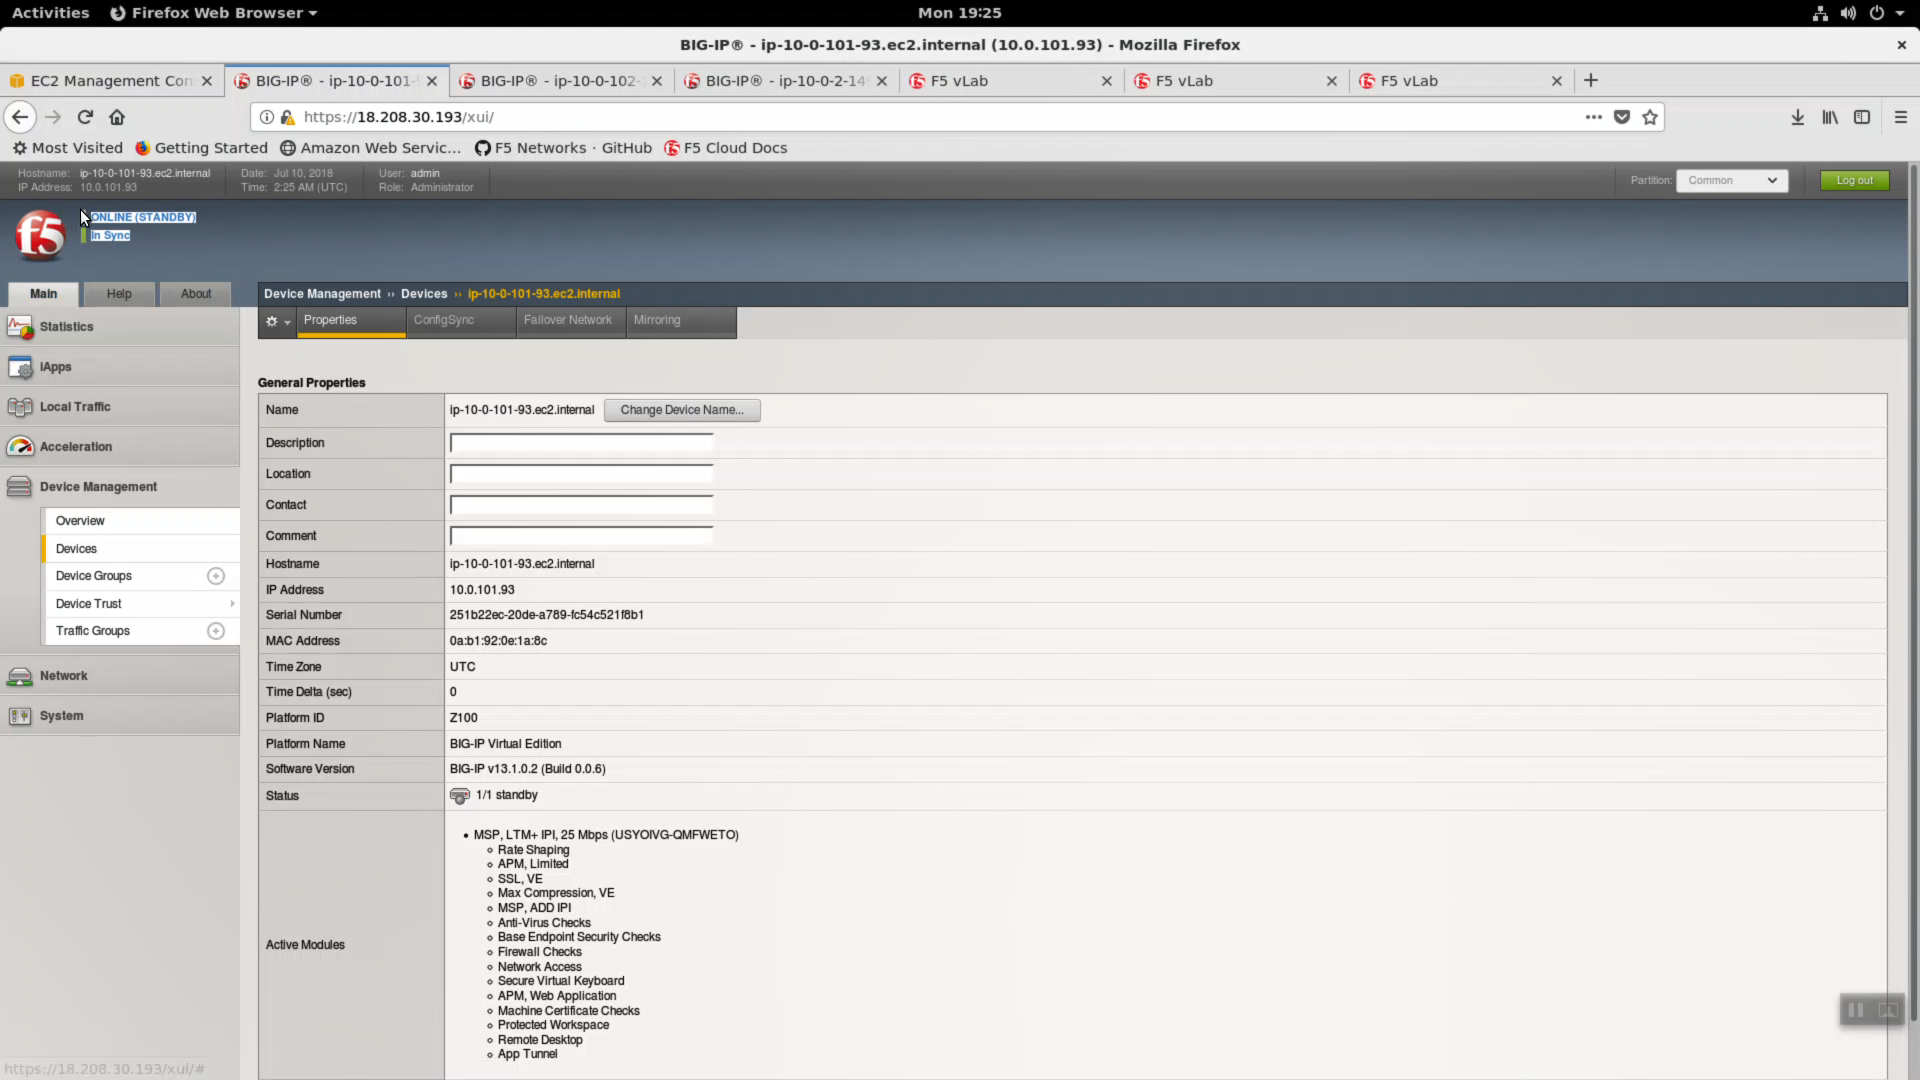 Activities Firefox Web Browser Mon 19:25
BIG-IP® - ip-10-0-101-93.ec2.internal (10.0.101.93) - Mozilla Firefox
EC2 Management Con BIG-IP® - ip-10-0-101- BIG-IP® - ip-10-0-102- BIG-IP® - ip-10-0-2-14 F5 vLab F5 vLab F5 vLab
https://18.208.30.193/xui/
Most Visited Getting Started Amazon Web Servic... F5 Networks · GitHub F5 Cloud Docs
Hostname: ip-10-0-101-93.ec2.internal Date: Jul 10, 2018 User: admin
IP Address: 10.0.101.93 Time: 2:25 AM (UTC) Role: Administrator
Partition: Common Log out
f5
ONLINE (STANDBY)
In Sync
Main Help About
Device Management ›› Devices ›› ip-10-0-101-93.ec2.internal
Properties ConfigSync Failover Network Mirroring
Statistics
iApps
Local Traffic
Acceleration
Device Management
Overview
Devices
Device Groups
Device Trust
Traffic Groups
Network
System
General Properties
Name ip-10-0-101-93.ec2.internal Change Device Name...
Description
Location
Contact
Comment
Hostname ip-10-0-101-93.ec2.internal
IP Address 10.0.101.93
Serial Number 251b22ec-20de-a789-fc54c521f8b1
MAC Address 0a:b1:92:0e:1a:8c
Time Zone UTC
Time Delta (sec) 0
Platform ID Z100
Platform Name BIG-IP Virtual Edition
Software Version BIG-IP v13.1.0.2 (Build 0.0.6)
Status 1/1 standby
Active Modules
• MSP, LTM+ IPI, 25 Mbps (USYOIVG-QMFWETO)
Rate Shaping
APM, Limited
SSL, VE
Max Compression, VE
MSP, ADD IPI
Anti-Virus Checks
Base Endpoint Security Checks
Firewall Checks
Network Access
Secure Virtual Keyboard
APM, Web Application
Machine Certificate Checks
Protected Workspace
Remote Desktop
App Tunnel
https://18.208.30.193/xui/#